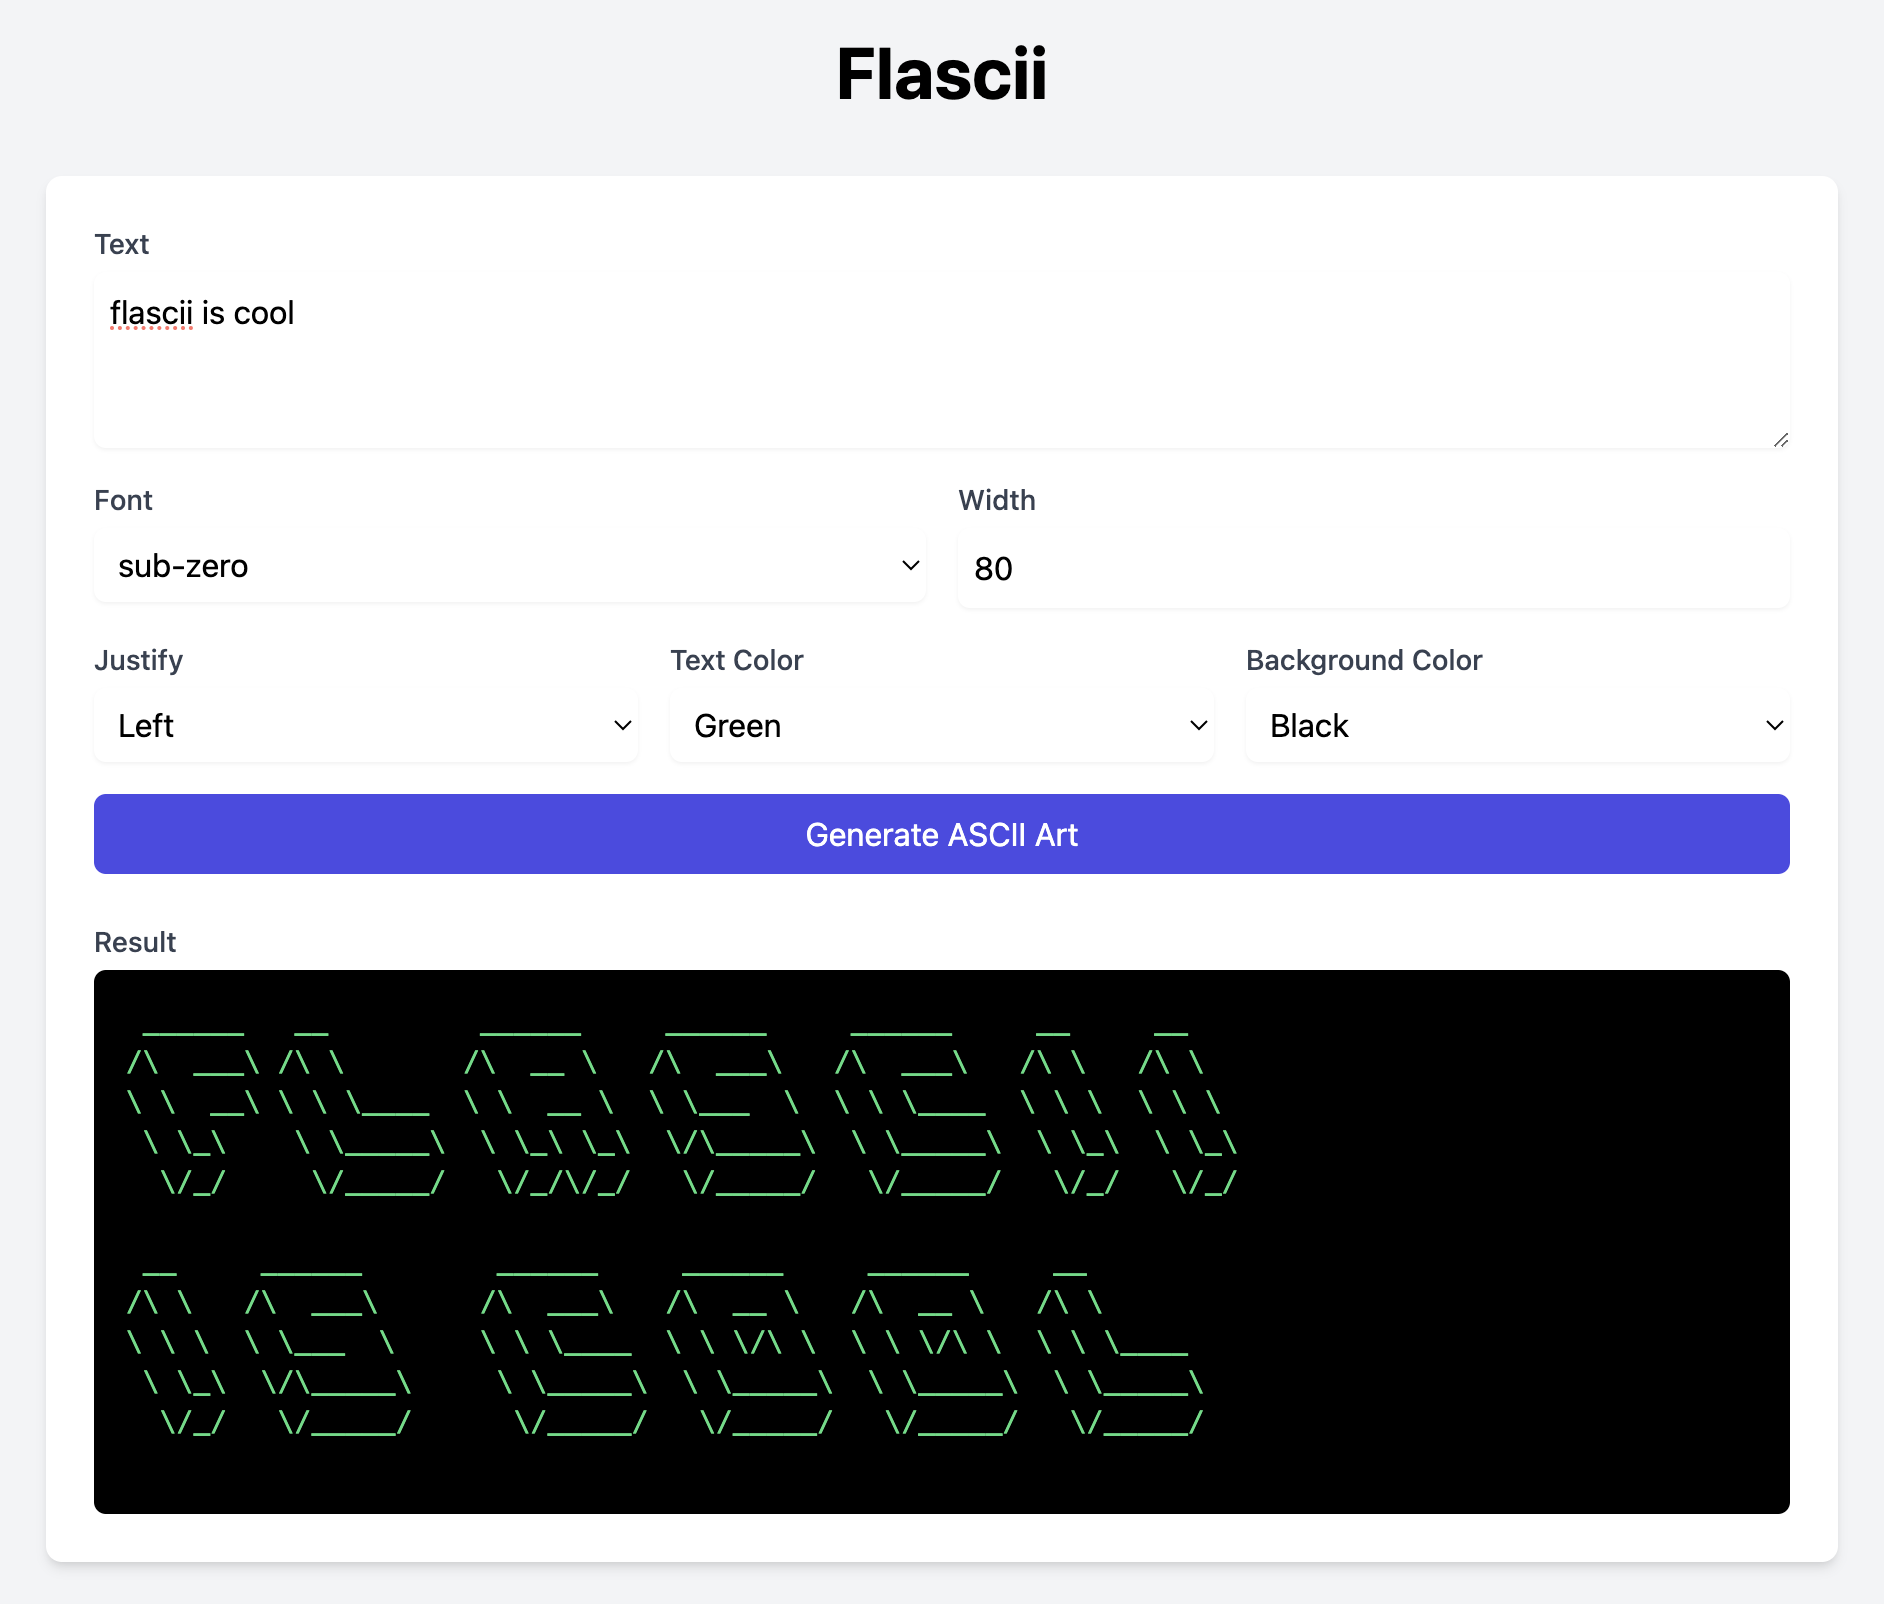 Flascii
Text
flascii is cool
Font
Width
sub-zero
80
Justify
Text Color
Background Color
Left
Green
Black
Generate ASCII Art
Result
 ______   __         ______     ______     ______     __     __
/\  ___\ /\ \       /\  __ \   /\  ___\   /\  ___\   /\ \   /\ \
\ \  __\ \ \ \____  \ \  __ \  \ \___  \  \ \ \____  \ \ \  \ \ \
 \ \_\    \ \_____\  \ \_\ \_\  \/\_____\  \ \_____\  \ \_\  \ \_\
  \/_/     \/_____/   \/_/\/_/   \/_____/   \/_____/   \/_/   \/_/
 __     ______        ______     ______     ______     __
/\ \   /\  ___\      /\  ___\   /\  __ \   /\  __ \   /\ \
\ \ \  \ \___  \     \ \ \____  \ \ \/\ \  \ \ \/\ \  \ \ \____
 \ \_\  \/\_____\     \ \_____\  \ \_____\  \ \_____\  \ \_____\
  \/_/   \/_____/      \/_____/   \/_____/   \/_____/   \/_____/